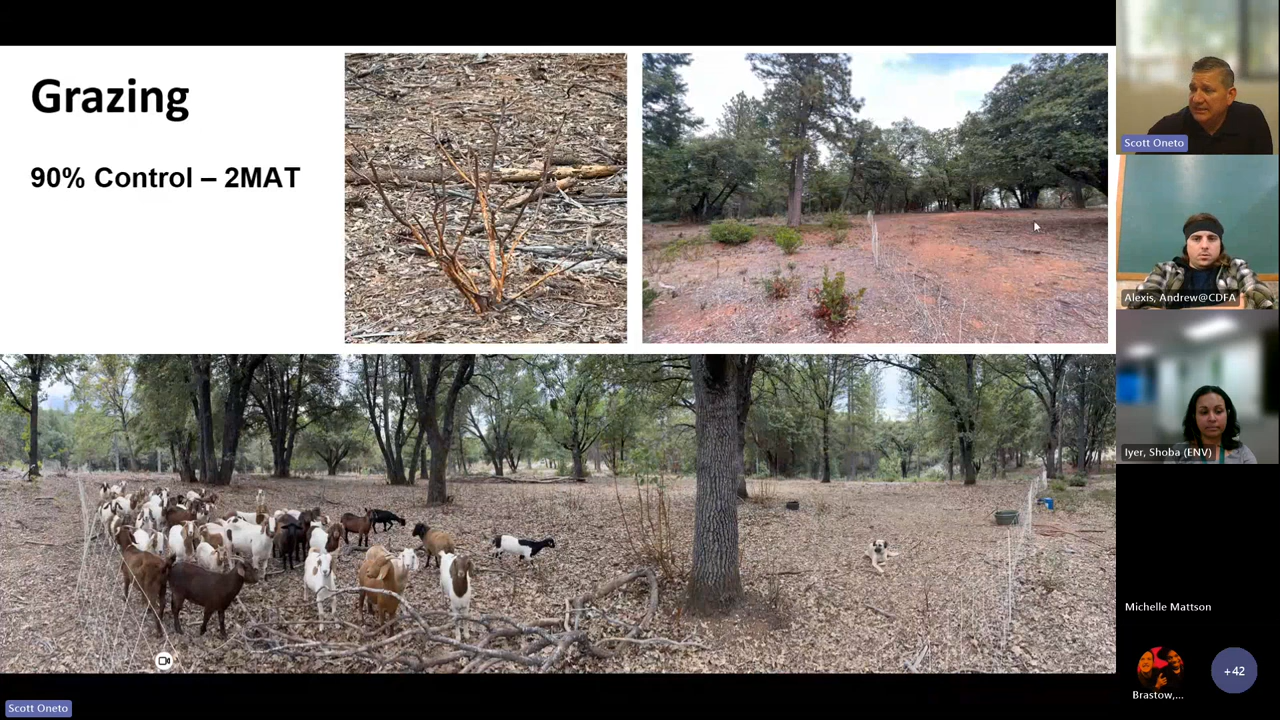 Grazing
90% Control – 2MAT
Scott Oneto
Alexis, Andrew@CDFA
Iyer, Shoba (ENV)
Michelle Mattson
Brastow,...
+42
Scott Oneto